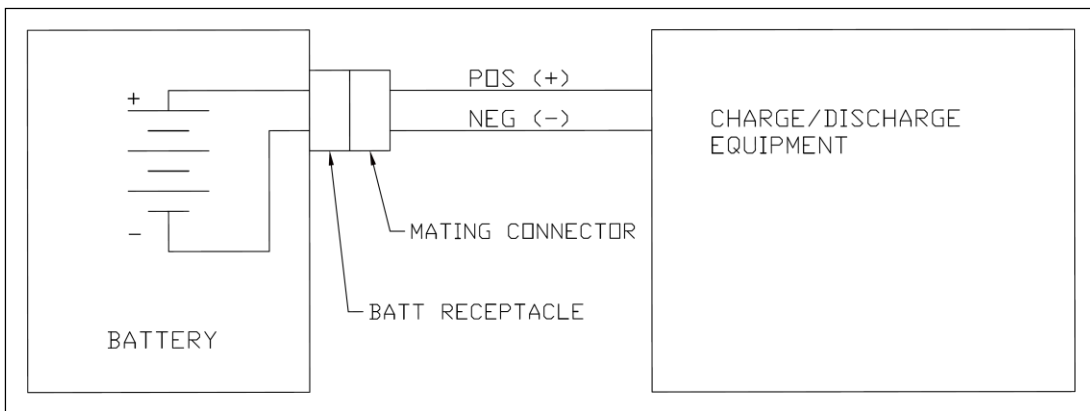 POS (+)
NEG (-)
CHARGE/DISCHARGE
EQUIPMENT
+
-
MATING CONNECTOR
BATT RECEPTACLE
BATTERY